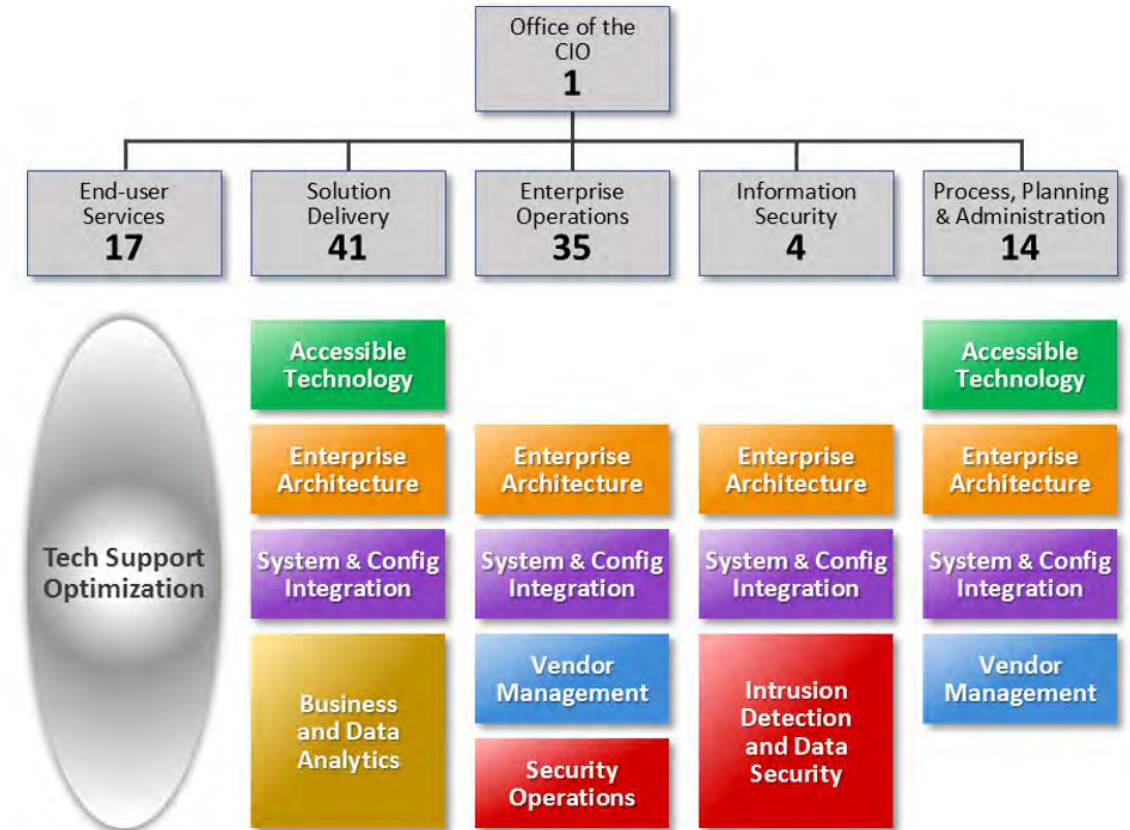 Office of the
CIO
1
End-user
Services
17
Solution
Delivery
41
Enterprise
Operations
35
Information
Security
4
Process, Planning
& Administration
14
Tech Support
Optimization
Accessible
Technology
Enterprise
Architecture
System & Config
Integration
Business
and Data
Analytics
Enterprise
Architecture
System & Config
Integration
Vendor
Management
Security
Operations
Enterprise
Architecture
System & Config
Integration
Intrusion
Detection
and Data
Security
Accessible
Technology
Enterprise
Architecture
System & Config
Integration
Vendor
Management